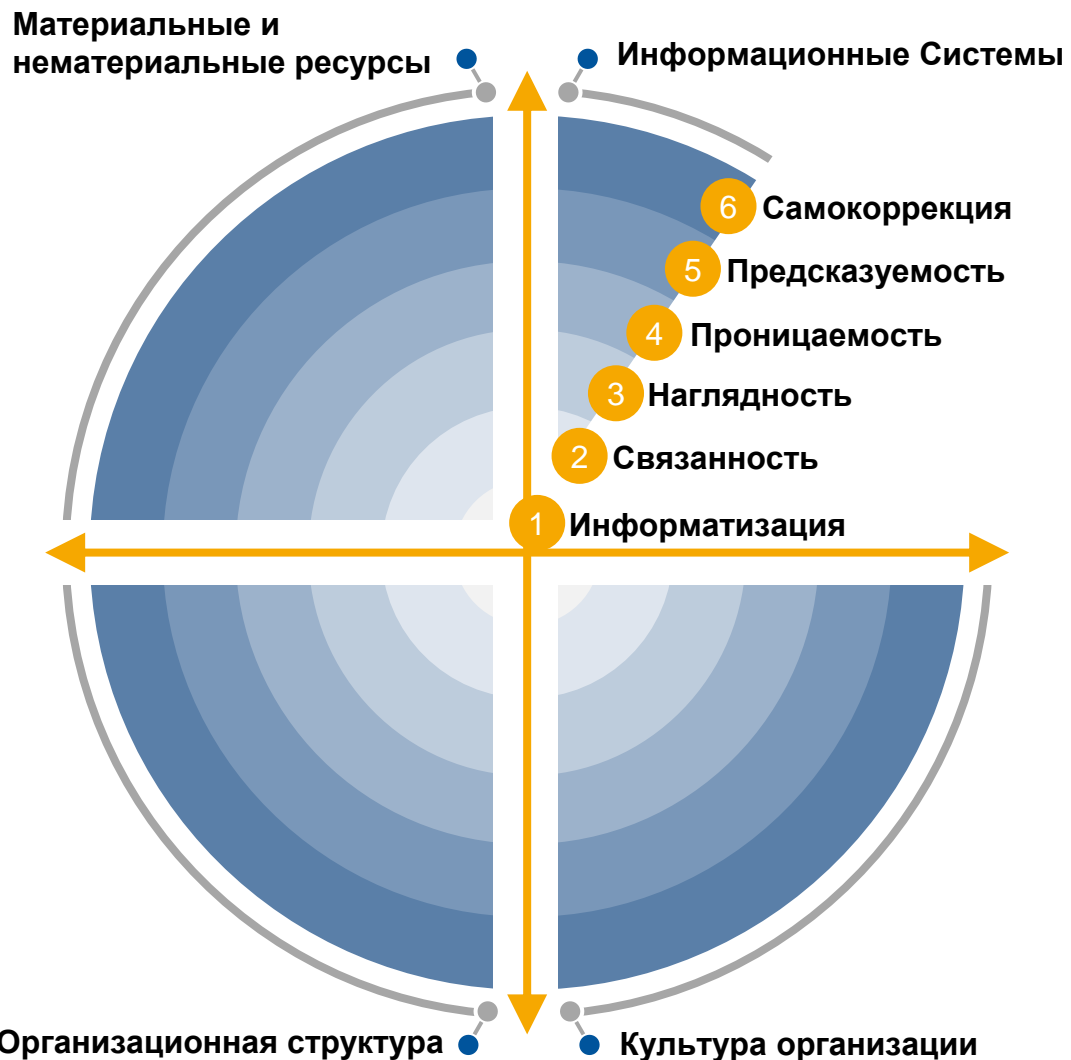 Материальные и
нематериальные ресурсы
Информационные Системы
6 Самокоррекция
5 Предсказуемость
4 Проницаемость
3 Наглядность
2 Связанность
1 Информатизация
Организационная структура
Культура организации